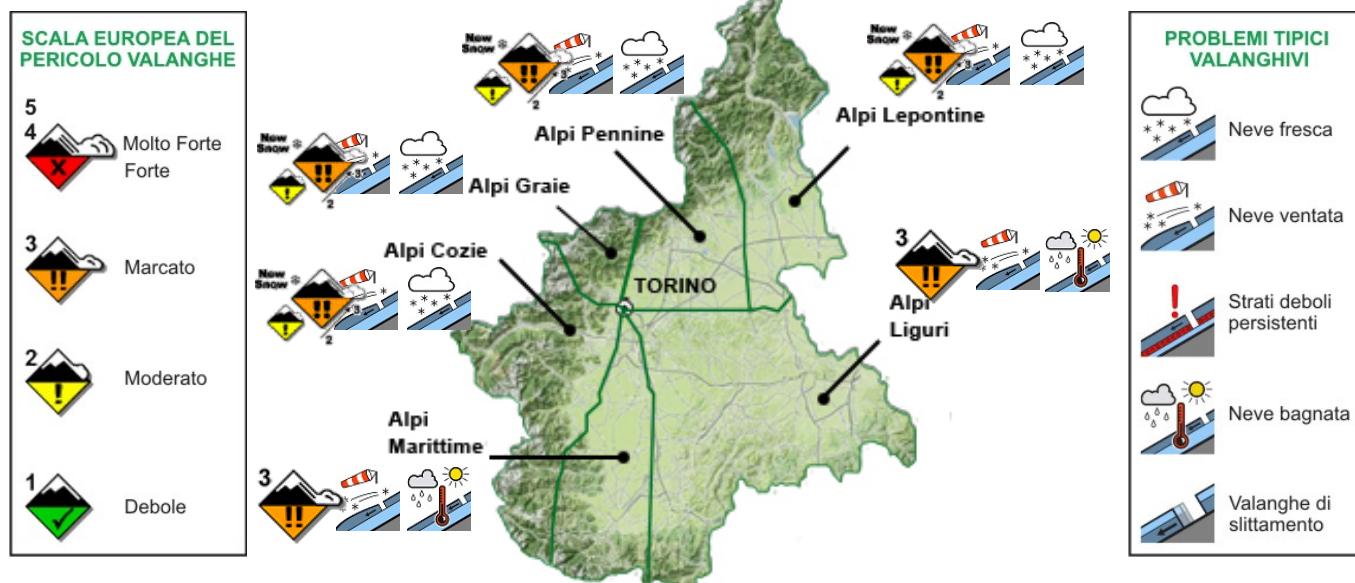 SCALA EUROPEA DEL
PERICOLO VALANGHE
5
4
Molto Forte
Forte
3
Marcato
2
Moderato
1
Debole
New
Snow
3
2
New
Snow
3
2
Alpi Pennine
Alpi Lepontine
New
Snow
3
2
Alpi Graie
Alpi Cozie
New
Snow
3
2
TORINO
3
Alpi
Liguri
Alpi
Marittime
3
PROBLEMI TIPICI
VALANGHIVI
Neve fresca
Neve ventata
Strati deboli
persistenti
Neve bagnata
Valanghe di
slittamento